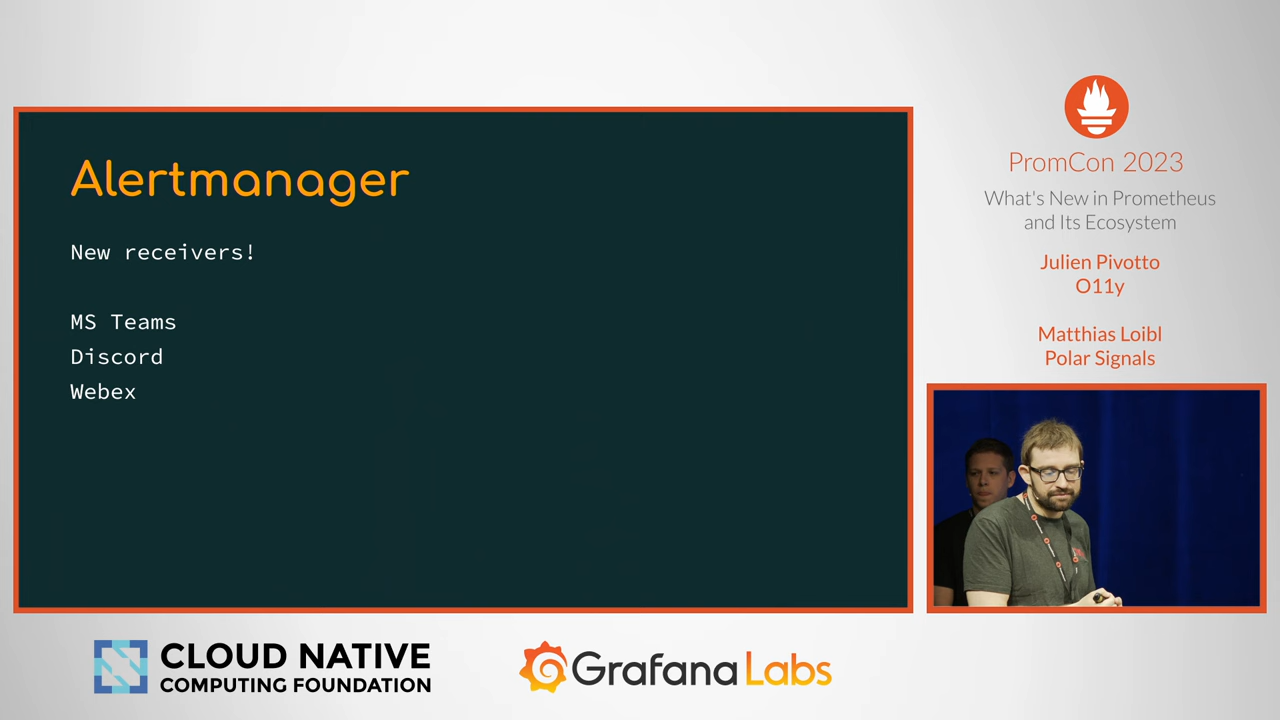 Alertmanager
New receivers!
MS Teams
Discord
Webex
PromCon 2023
What's New in Prometheus
and Its Ecosystem
Julien Pivotto
O11y
Matthias Loibl
Polar Signals
CLOUD NATIVE
COMPUTING FOUNDATION
Grafana Labs